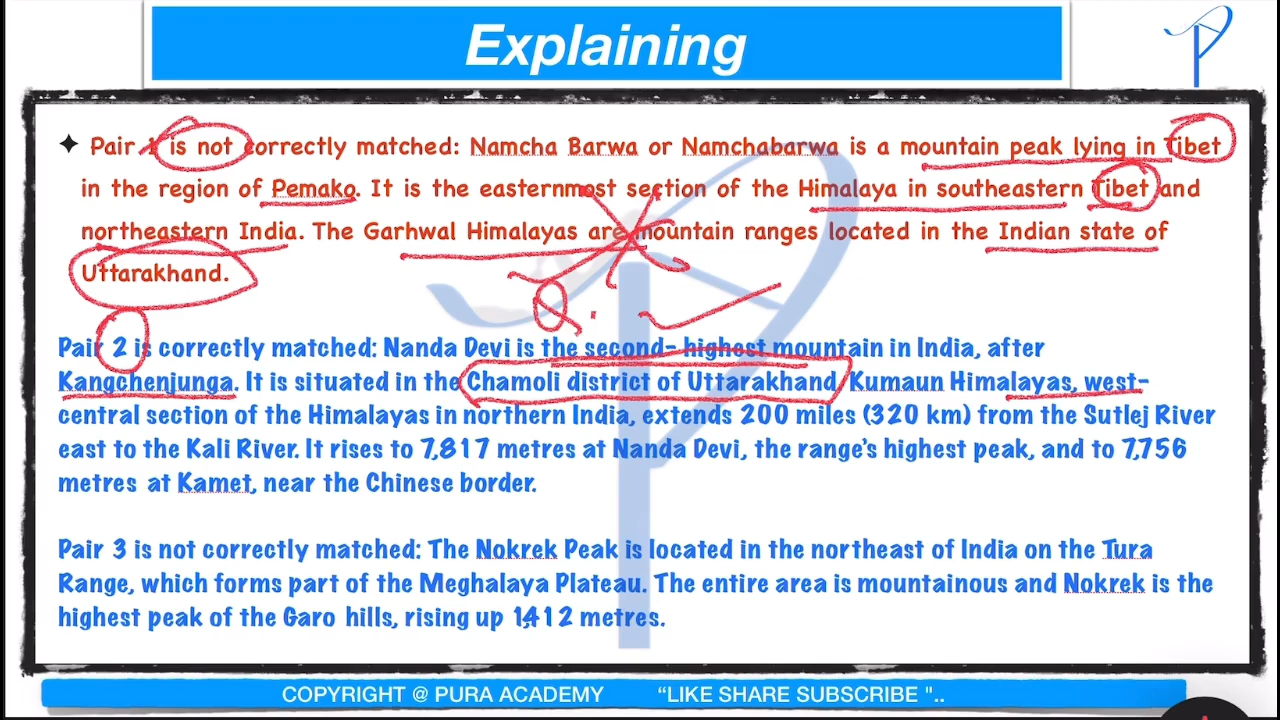 Explaining
Pair 1 is not correctly matched: Namcha Barwa or Namchabarwa is a mountain peak lying in Tibet
in the region of Pemako. It is the easternmost section of the Himalaya in southeastern Tibet and
northeastern India. The Garhwal Himalayas are mountain ranges located in the Indian state of
Uttarakhand.
Pair 2 is correctly matched: Nanda Devi is the second- highest mountain in India, after
Kangchenjunga. It is situated in the Chamoli district of Uttarakhand, Kumaun Himalayas, west-
central section of the Himalayas in northern India, extends 200 miles (320 km) from the Sutlej River
east to the Kali River. It rises to 7,817 metres at Nanda Devi, the range's highest peak, and to 7,756
metres at Kamet, near the Chinese border.
Pair 3 is not correctly matched: The Nokrek Peak is located in the northeast of India on the Tura
Range, which forms part of the Meghalaya Plateau. The entire area is mountainous and Nokrek is the
highest peak of the Garo hills, rising up 1,412 metres.
COPYRIGHT @ PURA ACADEMY “LIKE SHARE SUBSCRIBE "..